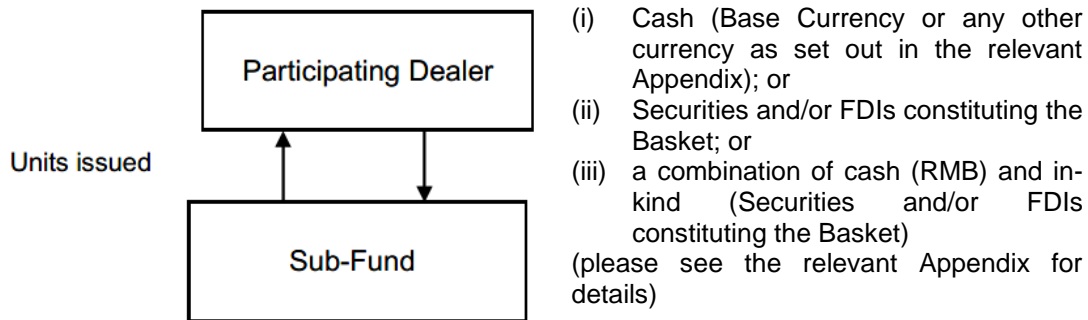 Participating Dealer
Units issued
Sub-Fund
(i) Cash (Base Currency or any other
currency as set out in the relevant
Appendix); or
(ii) Securities and/or FDIs constituting the
Basket; or
(iii) a combination of cash (RMB) and in-
kind (Securities and/or FDIs
constituting the Basket)
(please see the relevant Appendix for
details)